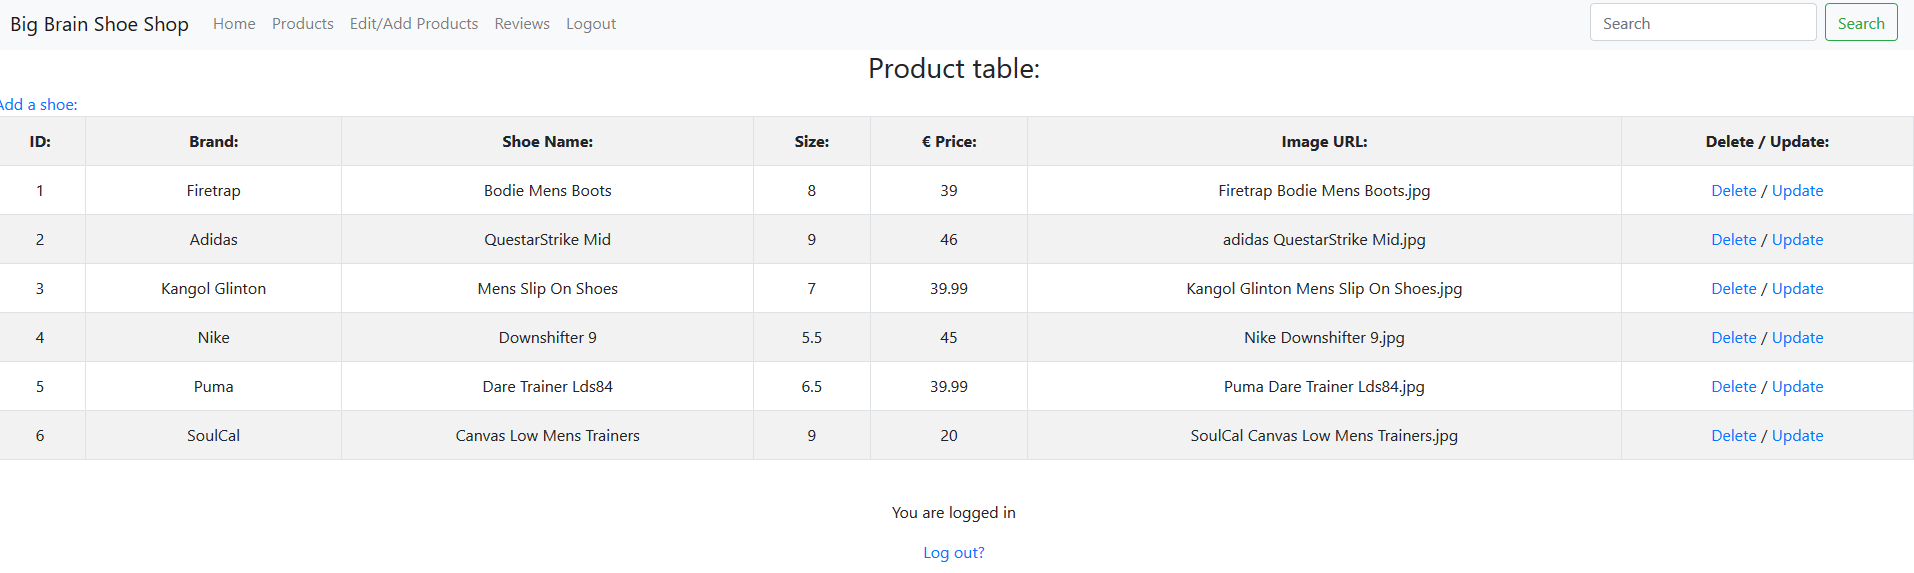 Big Brain Shoe Shop Home Products Edit/Add Products Reviews Logout Search Search
Product table:
Add a shoe:
ID: Brand: Shoe Name: Size: € Price: Image URL: Delete / Update:
1 Firetrap Bodie Mens Boots 8 39 Firetrap Bodie Mens Boots.jpg Delete / Update
2 Adidas QuestarStrike Mid 9 46 adidas QuestarStrike Mid.jpg Delete / Update
3 Kangol Glinton Mens Slip On Shoes 7 39.99 Kangol Glinton Mens Slip On Shoes.jpg Delete / Update
4 Nike Downshifter 9 5.5 45 Nike Downshifter 9.jpg Delete / Update
5 Puma Dare Trainer Lds84 6.5 39.99 Puma Dare Trainer Lds84.jpg Delete / Update
6 SoulCal Canvas Low Mens Trainers 9 20 SoulCal Canvas Low Mens Trainers.jpg Delete / Update
You are logged in
Log out?